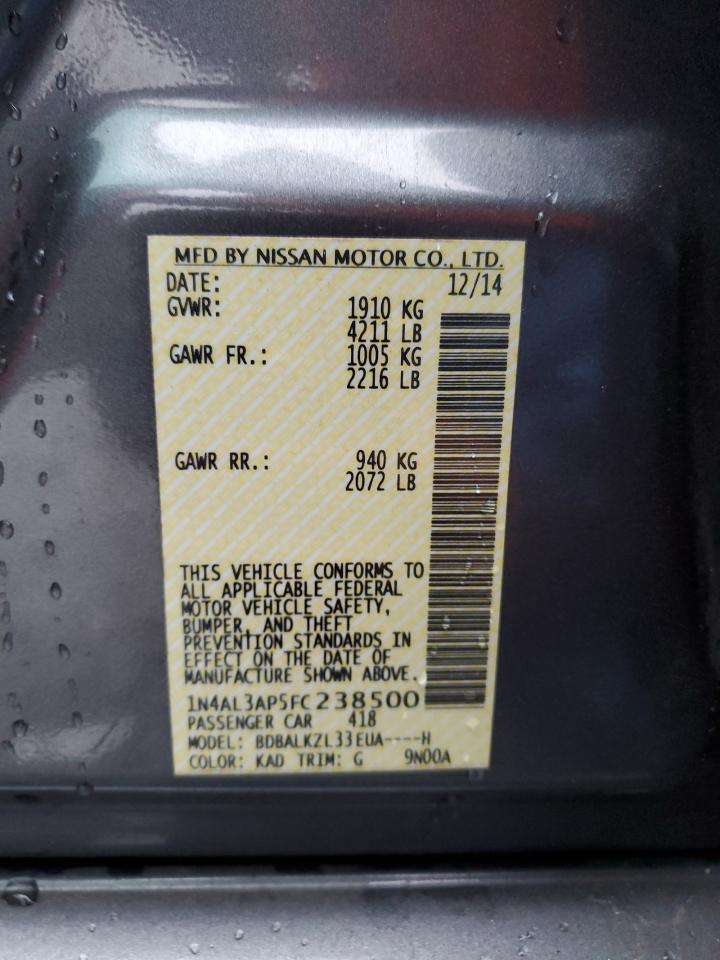 MFD BY NISSAN MOTOR CO., LTD.
DATE: 12/14
GVWR: 1910 KG
4211 LB
GAWR FR.: 1005 KG
2216 LB
GAWR RR.: 940 KG
2072 LB
THIS VEHICLE CONFORMS TO
ALL APPLICABLE FEDERAL
MOTOR VEHICLE SAFETY,
BUMPER, AND THEFT
PREVENTION STANDARDS IN
EFFECT ON THE DATE OF
MANUFACTURE SHOWN ABOVE.
1N4AL3AP5FC238500
PASSENGER CAR 418
MODEL: BDBALKZL33EUA----H
COLOR: KAD TRIM: G 9N00A